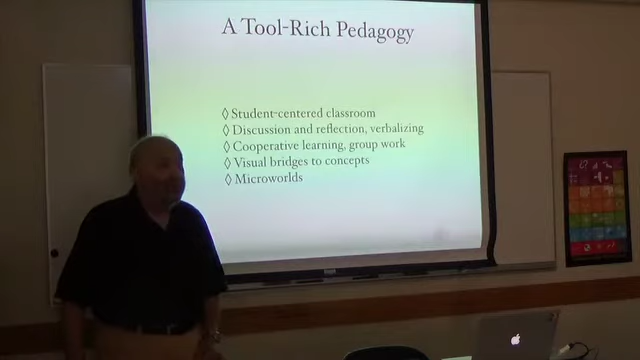 A Tool-Rich Pedagogy
◊ Student-centered classroom
◊ Discussion and reflection, verbalizing
◊ Cooperative learning, group work
◊ Visual bridges to concepts
◊ Microworlds